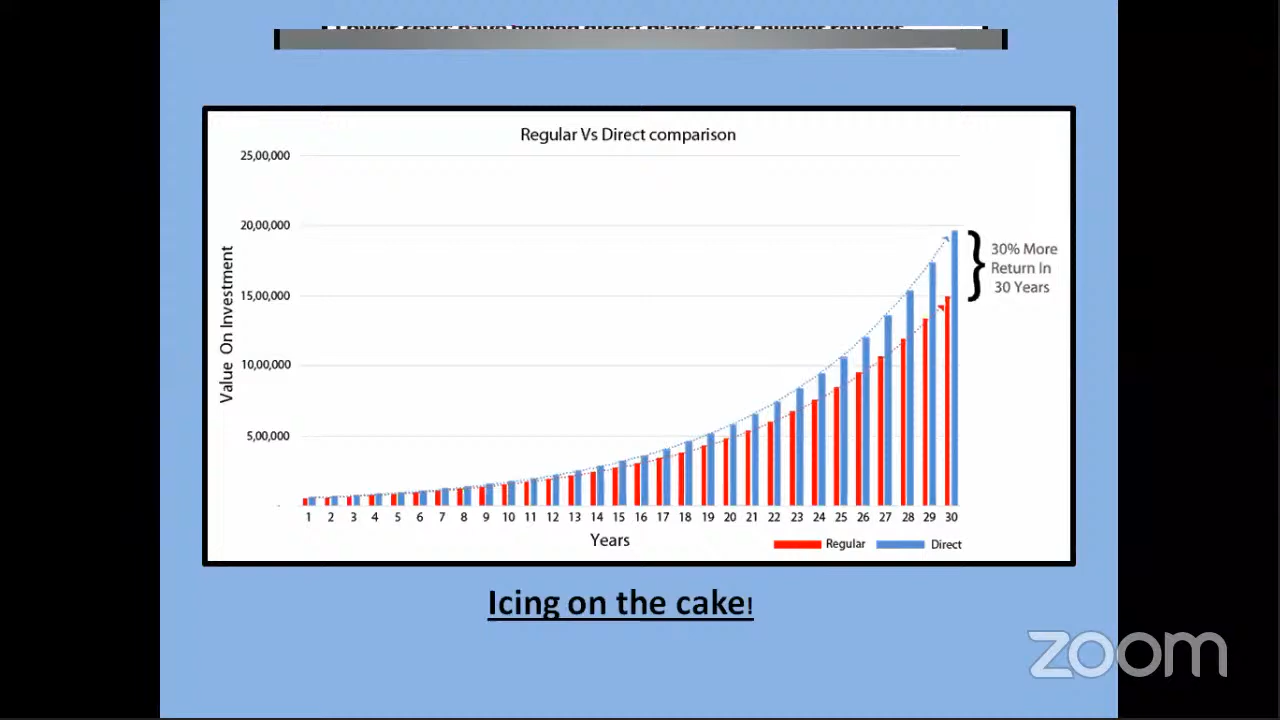 Regular Vs Direct comparison
25,00,000
20,00,000
15,00,000
10,00,000
5,00,000
-
Value On Investment
30% More
Return In
30 Years
1 2 3 4 5 6 7 8 9 10 11 12 13 14 15 16 17 18 19 20 21 22 23 24 25 26 27 28 29 30
Years
Regular Direct
Icing on the cake!
zoom